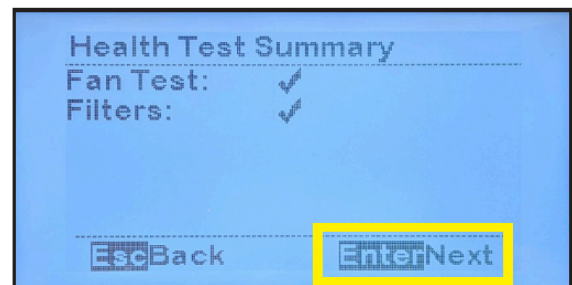 Health Test Summary
Fan Test: ✓
Filters: ✓
EscBack EnterNext